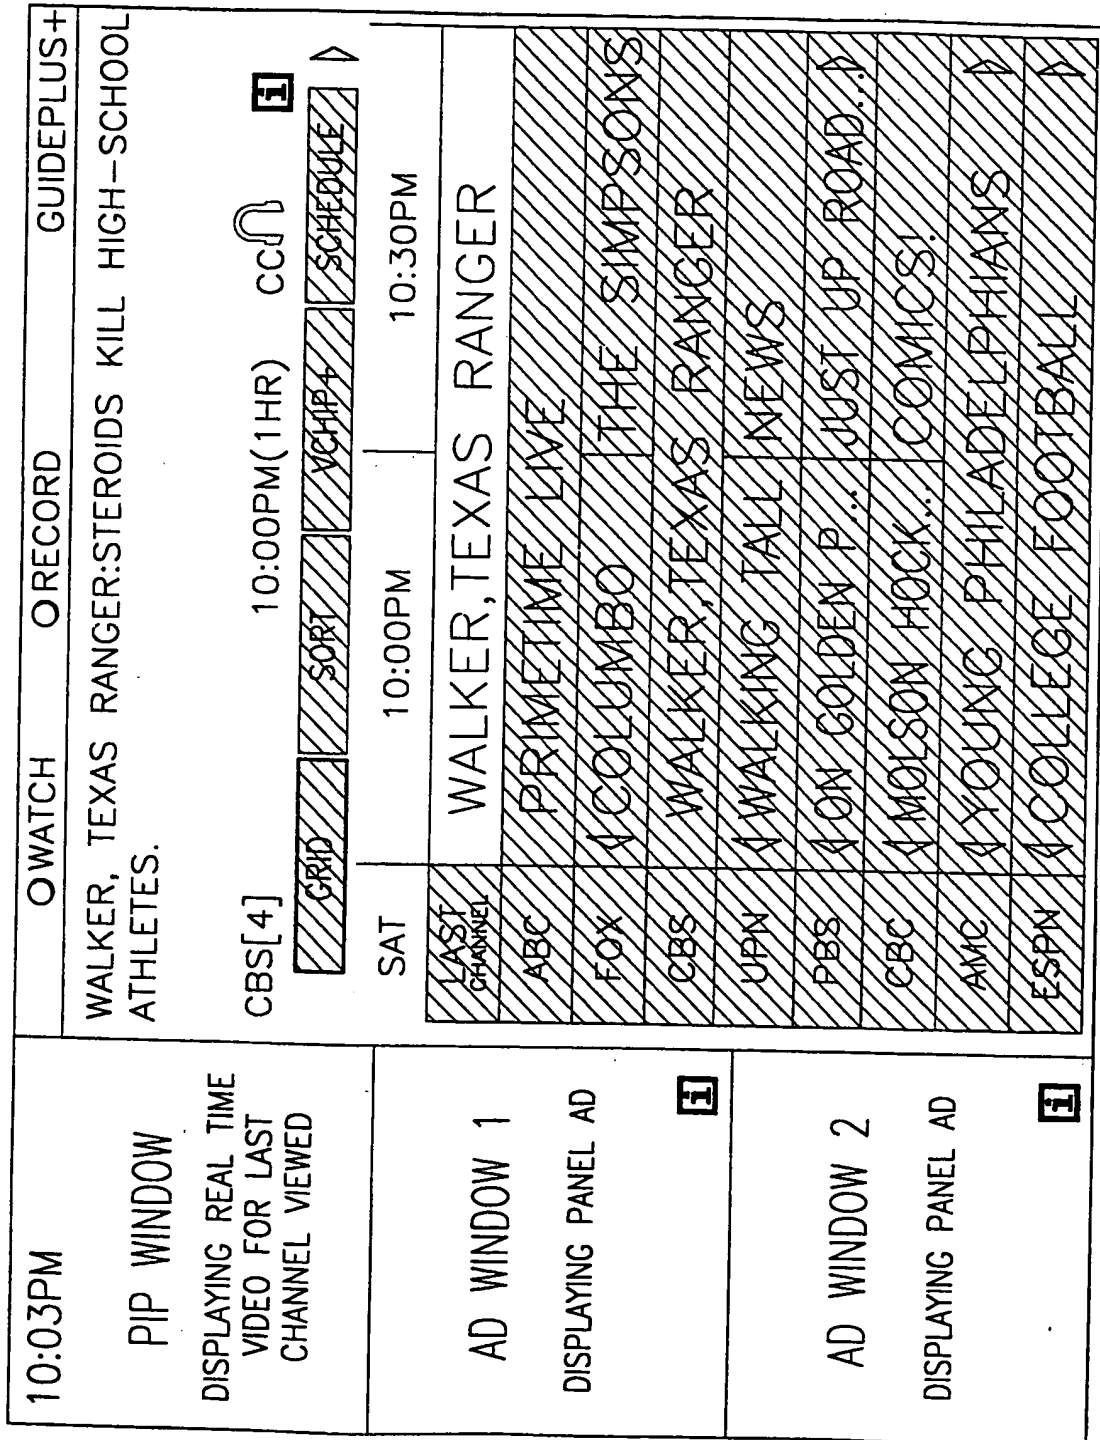 10:03PM
PIP WINDOW
DISPLAYING REAL TIME
VIDEO FOR LAST
CHANNEL VIEWED
AD WINDOW 1
DISPLAYING PANEL AD
i
AD WINDOW 2
DISPLAYING PANEL AD
i
WATCH RECORD GUIDEPLUS+
WALKER, TEXAS RANGER:STEROIDS KILL HIGH-SCHOOL
ATHLETES.
CBS[4] 10:00PM(1HR) CC i
GRID SORT VCHIP+ SCHEDULE
SAT 10:00PM 10:30PM
LAST CHANNEL WALKER,TEXAS RANGER
ABC PRIMETIME LIVE
FOX COLUMBO THE SIMPSONS
CBS WALKER,TEXAS RANGER
UPN WALKING TALL NEWS
PBS ON GOLDEN P... JUST UP ROAD...
CBC MOLSON HOCK... COMICS!
AMC YOUNG PHILADELPHIANS
ESPN COLLEGE FOOTBALL